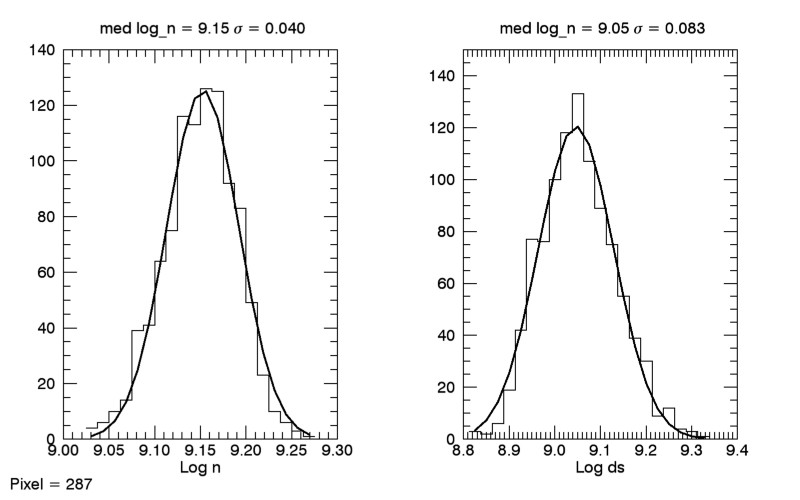 med log_n = 9.15 σ = 0.040
140
120
100
80
60
40
20
0
9.00 9.05 9.10 9.15 9.20 9.25 9.30
Log n
med log_n = 9.05 σ = 0.083
140
120
100
80
60
40
20
0
8.8 8.9 9.0 9.1 9.2 9.3 9.4
Log ds
Pixel = 287